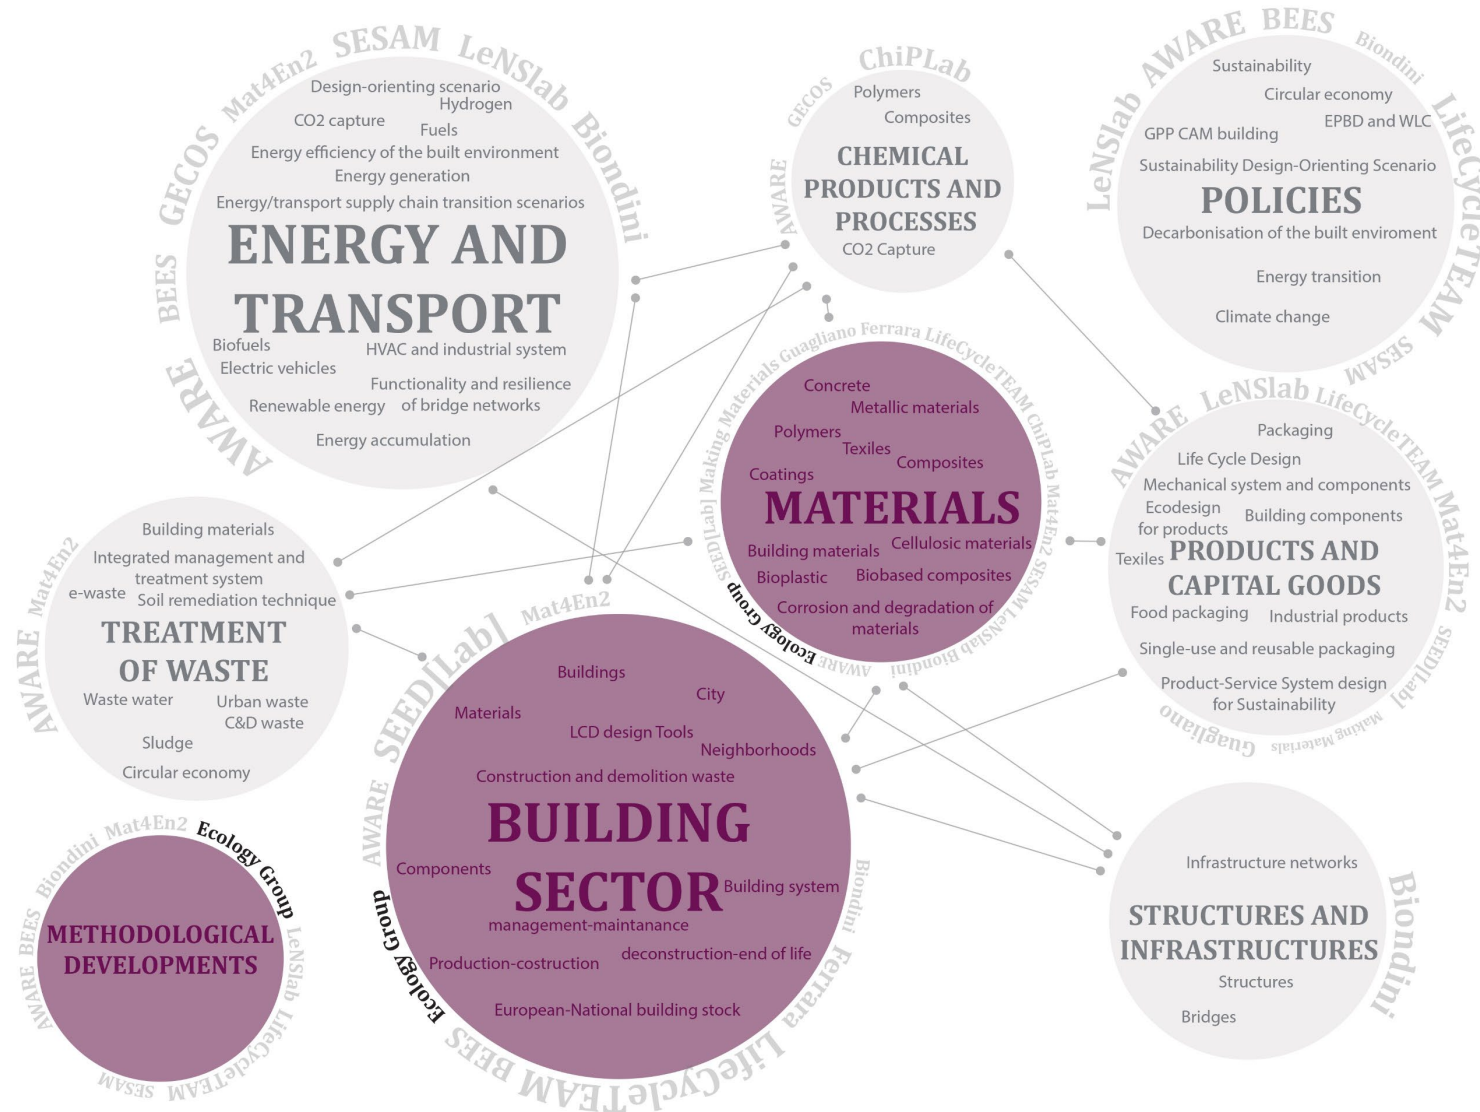 AWARE BEES GECOS Mat4En2 SESAM LeNSlab Biondini
Design-orienting scenario
Hydrogen
CO2 capture
Fuels
Energy efficiency of the built environment
Energy generation
Energy/transport supply chain transition scenarios
ENERGY AND
TRANSPORT
Biofuels
HVAC and industrial system
Electric vehicles
Functionality and resilience
of bridge networks
Renewable energy
Energy accumulation
AWARE GECOS ChiPLab
Polymers
Composites
CHEMICAL
PRODUCTS AND
PROCESSES
CO2 Capture
LeNSlab AWARE BEES Biondini LifeCycleTEAM SESAM
Sustainability
Circular economy
EPBD and WLC
GPP CAM building
Sustainability Design-Orienting Scenario
POLICIES
Decarbonisation of the built enviroment
Energy transition
Climate change
SEED[Lab] Making Materials Guagliano Ferrara LifeCycleTEAM ChiPLab Mat4En2 SESAM LeNSlab Biondini AWARE Ecology Group
Concrete
Metallic materials
Polymers
Texiles
Composites
Coatings
MATERIALS
Building materials
Cellulosic materials
Bioplastic
Biobased composites
Corrosion and degradation of
materials
AWARE LeNSlab LifeCycleTEAM Mat4En2 SEED[Lab] Making Materials Guagliano
Packaging
Life Cycle Design
Mechanical system and components
Ecodesign
for products
Building components
Texiles
PRODUCTS AND
CAPITAL GOODS
Food packaging
Industrial products
Single-use and reusable packaging
Product-Service System design
for Sustainability
AWARE Mat4En2
Building materials
Integrated management and
treatment system
e-waste
Soil remediation technique
TREATMENT
OF WASTE
Waste water
Urban waste
C&D waste
Sludge
Circular economy
AWARE SEED[Lab] Mat4En2
Buildings
City
Materials
LCD design Tools
Neighborhoods
Construction and demolition waste
BUILDING
SECTOR
Components
Building system
management-maintanance
Production-costruction
deconstruction-end of life
European-National building stock
Ecology Group BEES LifeCycleTEAM Ferrara Biondini
AWARE BEES Biondini Mat4En2 Ecology Group LeNSlab LifeCycleTEAM SESAM
METHODOLOGICAL
DEVELOPMENTS
Infrastructure networks
STRUCTURES AND
INFRASTRUCTURES
Structures
Bridges
Biondini